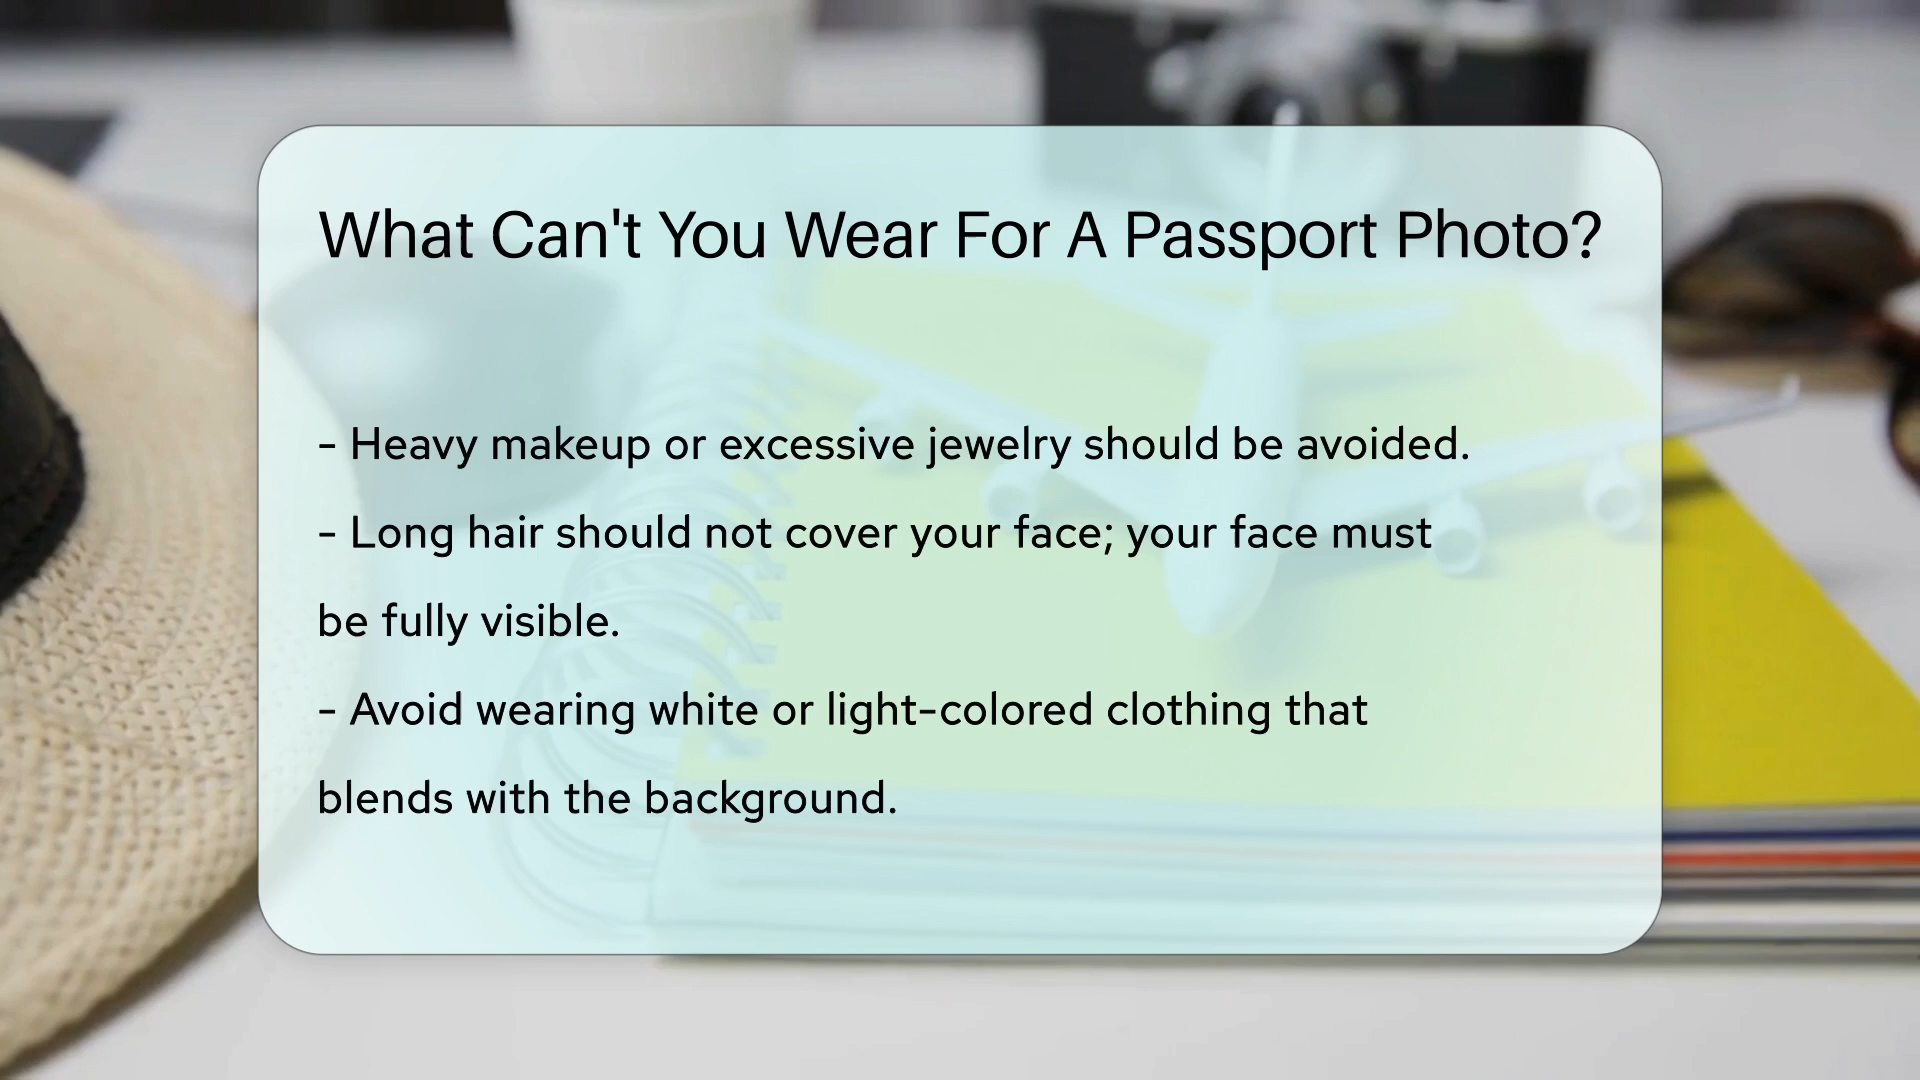 What Can't You Wear For A Passport Photo?
- Heavy makeup or excessive jewelry should be avoided.
- Long hair should not cover your face; your face must
be fully visible.
- Avoid wearing white or light-colored clothing that
blends with the background.